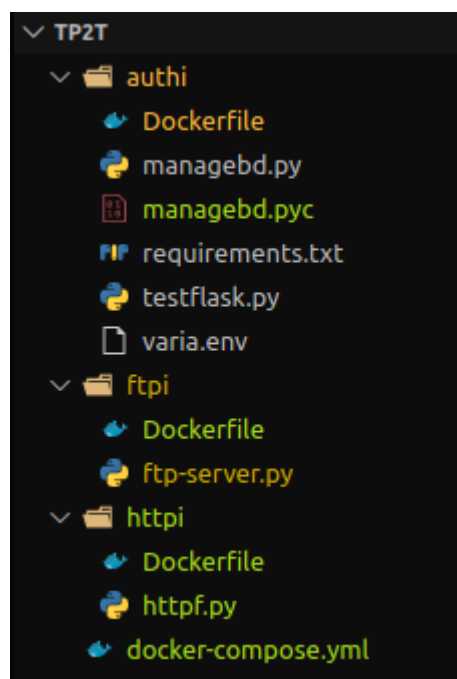 TP2T
authi
Dockerfile
managebd.py
managebd.pyc
PIP requirements.txt
testflask.py
varia.env
ftpi
Dockerfile
ftp-server.py
httpi
Dockerfile
httpf.py
docker-compose.yml